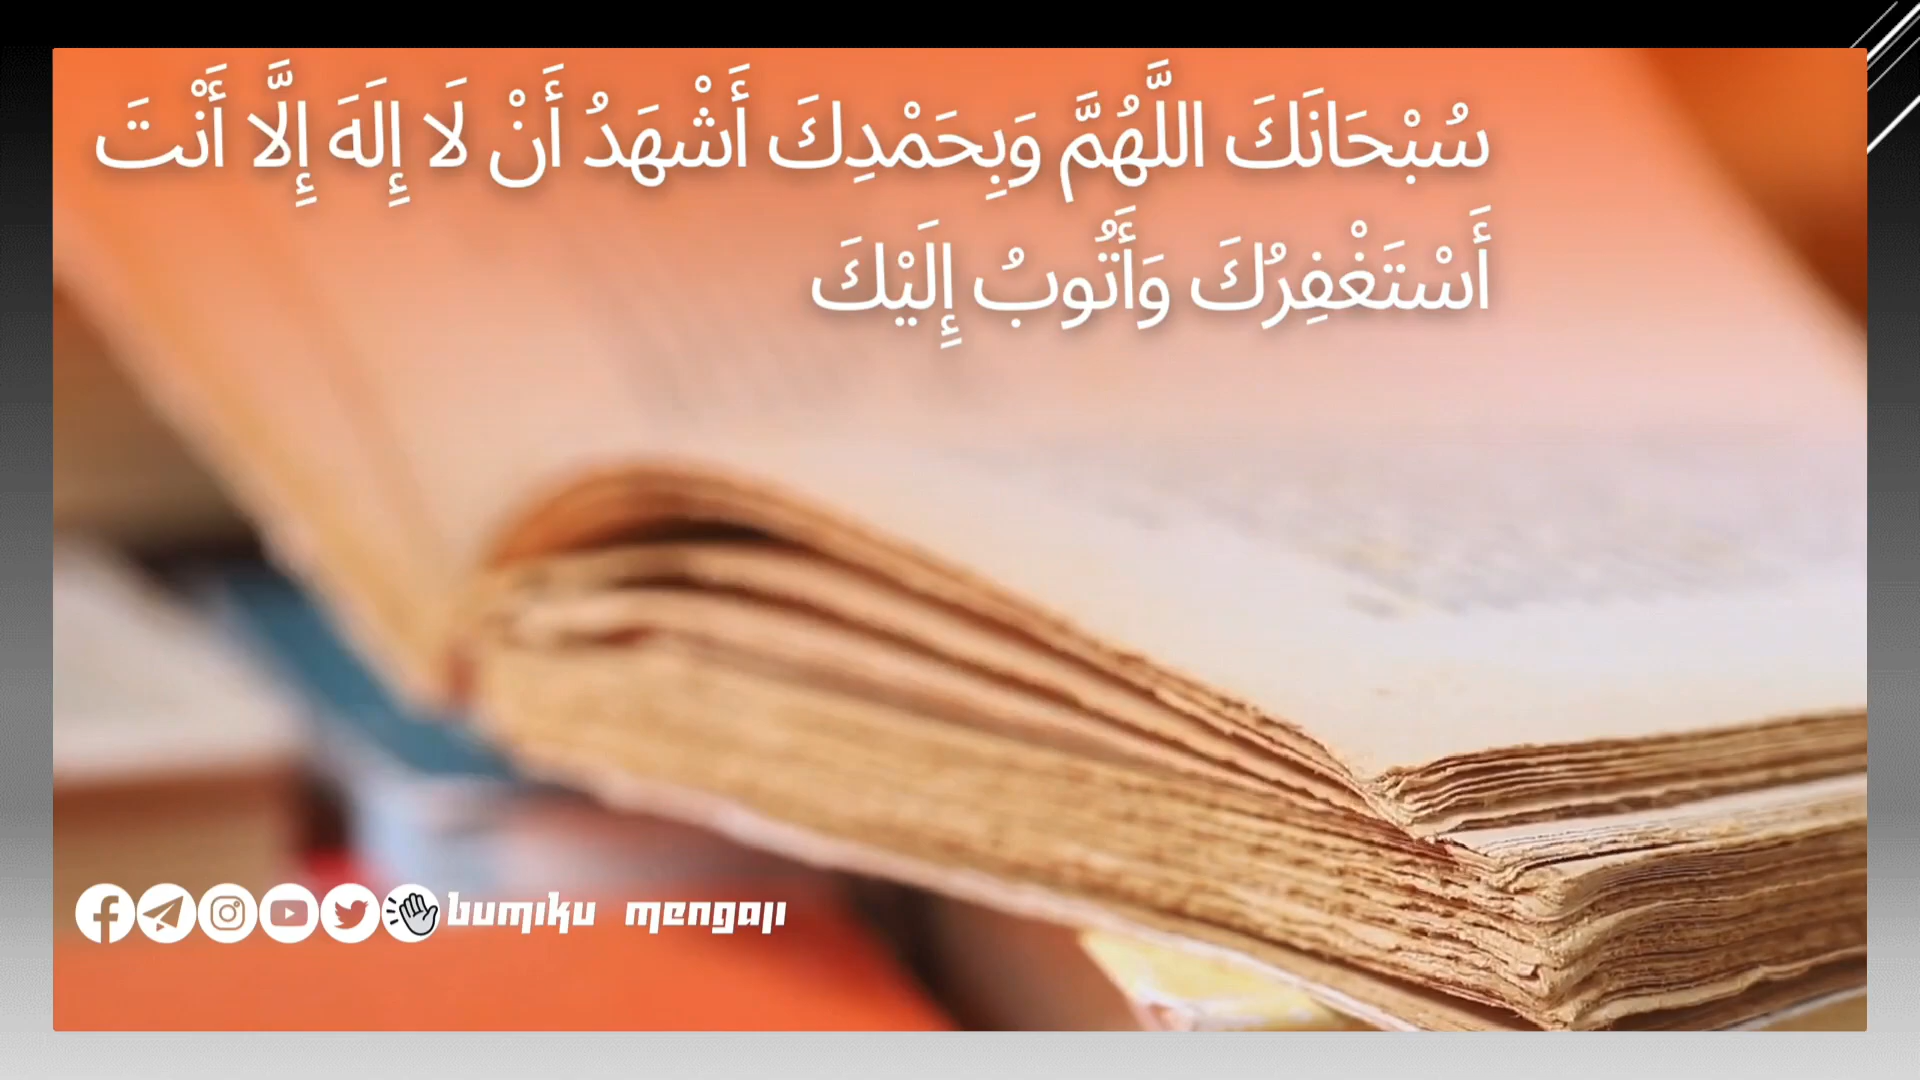 سُبْحَانَكَ اللَّهُمَّ وَبِحَمْدِكَ أَشْهَدُ أَنْ لَا إِلَهَ إِلَّا أَنْتَ
أَسْتَغْفِرُكَ وَأَتُوبُ إِلَيْكَ
bumiku mengaji